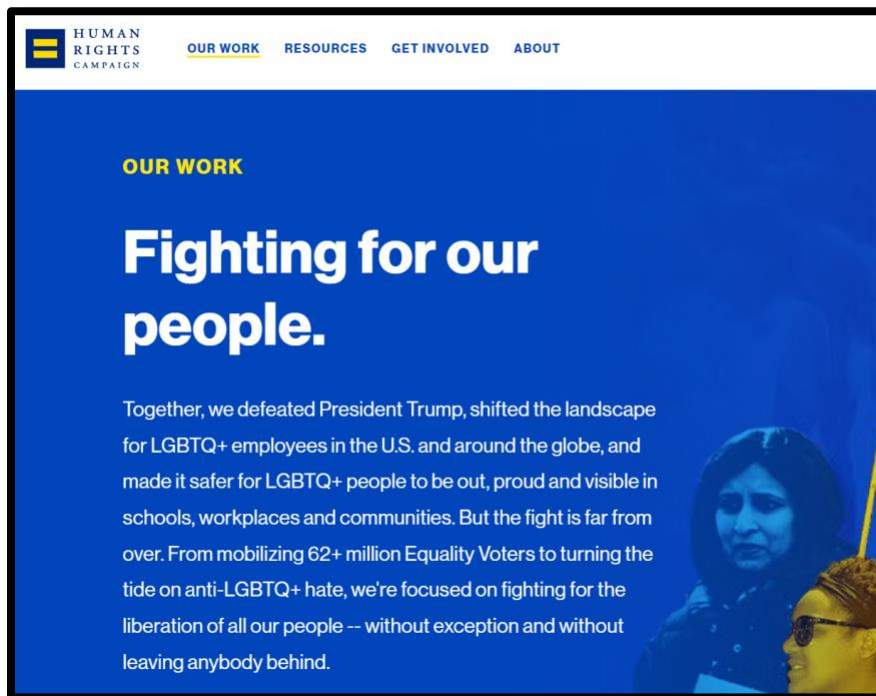 HUMAN
RIGHTS
CAMPAIGN
OUR WORK RESOURCES GET INVOLVED ABOUT
OUR WORK
Fighting for our
people.
Together, we defeated President Trump, shifted the landscape
for LGBTQ+ employees in the U.S. and around the globe, and
made it safer for LGBTQ+ people to be out, proud and visible in
schools, workplaces and communities. But the fight is far from
over. From mobilizing 62+ million Equality Voters to turning the
tide on anti-LGBTQ+ hate, we're focused on fighting for the
liberation of all our people -- without exception and without
leaving anybody behind.